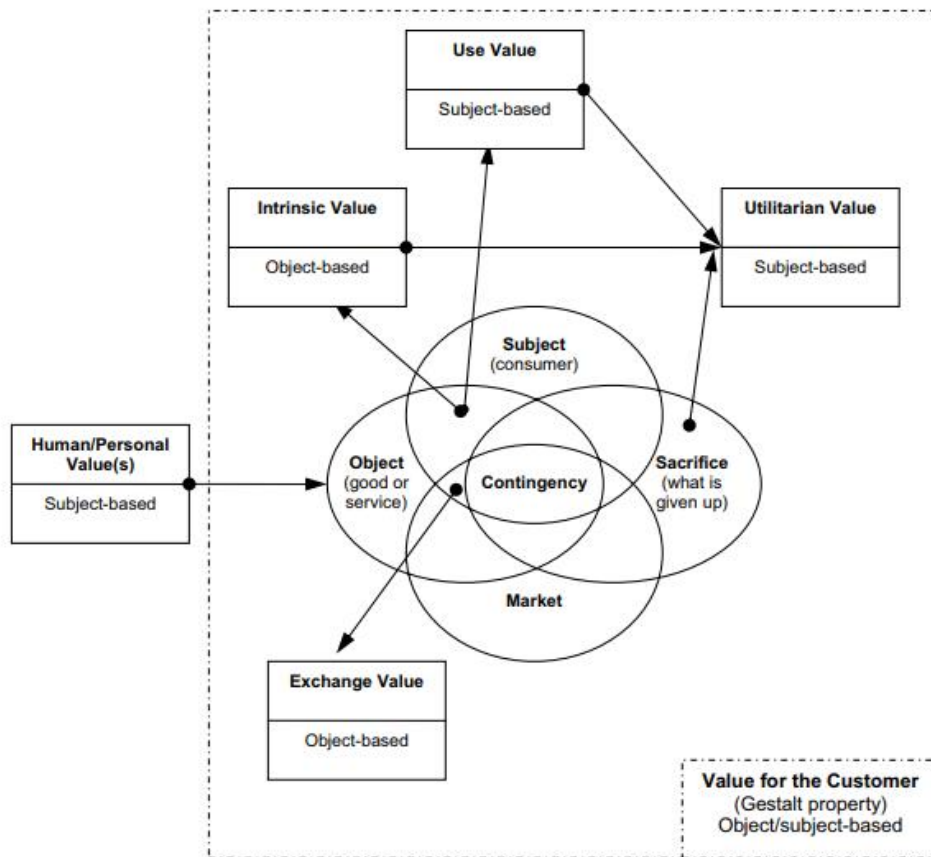 Use Value
Subject-based
Intrinsic Value
Object-based
Utilitarian Value
Subject-based
Subject
(consumer)
Human/Personal
Value(s)
Subject-based
Object
(good or
service)
Contingency
Sacrifice
(what is
given up)
Market
Exchange Value
Object-based
Value for the Customer
(Gestalt property)
Object/subject-based